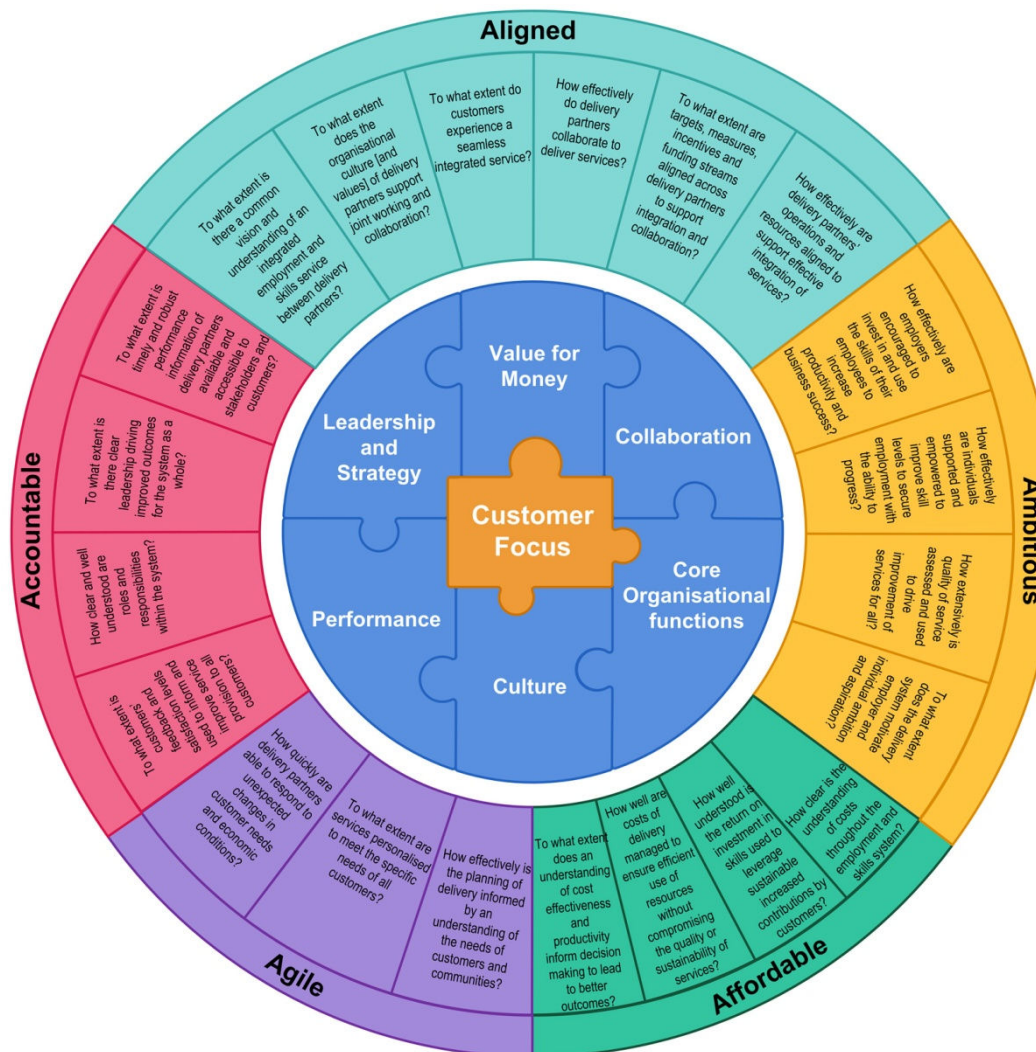 Aligned
To what extent is
there a common
vision and
understanding of an
integrated
employment and
skills service
between delivery
partners?
To what extent
does the
organisational
culture [and
values] of delivery
partners support
joint working and
collaboration?
To what extent do
customers
experience a
seamless
integrated service?
How effectively
do delivery
partners
collaborate to
deliver services?
To what extent are
targets, measures,
incentives and
funding streams
aligned across
delivery partners
to support
integration and
collaboration?
How effectively are
delivery partners'
operations and
resources aligned to
support effective
integration of
services?
Ambitious
How effectively are
employers
encouraged to
invest in and use
the skills of their
employees to
increase
productivity and
business success?
How effectively
are individuals
supported and
empowered to
improve skill
levels to secure
employment with
the ability to
progress?
How extensively is
quality of service
assessed and used
to drive
improvement of
services for all?
To what extent
does the delivery
system motivate
employer and
individual ambition
and aspiration?
Affordable
How clear is the
understanding
of costs
throughout the
employment and
skills system?
How well
understood is
the return on
investment in
skills used to
leverage
sustainable
increased
contributions by
customers?
How well are
costs of
delivery
managed to
ensure efficient
use of
resources
without
compromising
the quality or
sustainability of
services?
To what extent
does an
understanding
of cost
effectiveness
and
productivity
inform decision
making to lead
to better
outcomes?
Agile
How effectively is
the planning of
delivery informed
by an
understanding of
the needs of
customers and
communities?
To what extent are
services personalised
to meet the specific
needs of all
customers?
How quickly are
delivery partners
able to respond to
unexpected
changes in
customer needs
and economic
conditions?
Accountable
To what extent is
customers'
feedback and
satisfaction levels
used to inform and
improve service
provision to all
customers?
How clear and well
understood are
roles and
responsibilities
within the system?
To what extent is
there clear
leadership driving
improved outcomes
for the system as a
whole?
To what extent is
timely and robust
performance
information of
delivery partners
available and
accessible to
stakeholders and
customers?
Value for
Money
Leadership
and
Strategy
Collaboration
Customer
Focus
Performance
Core
Organisational
functions
Culture